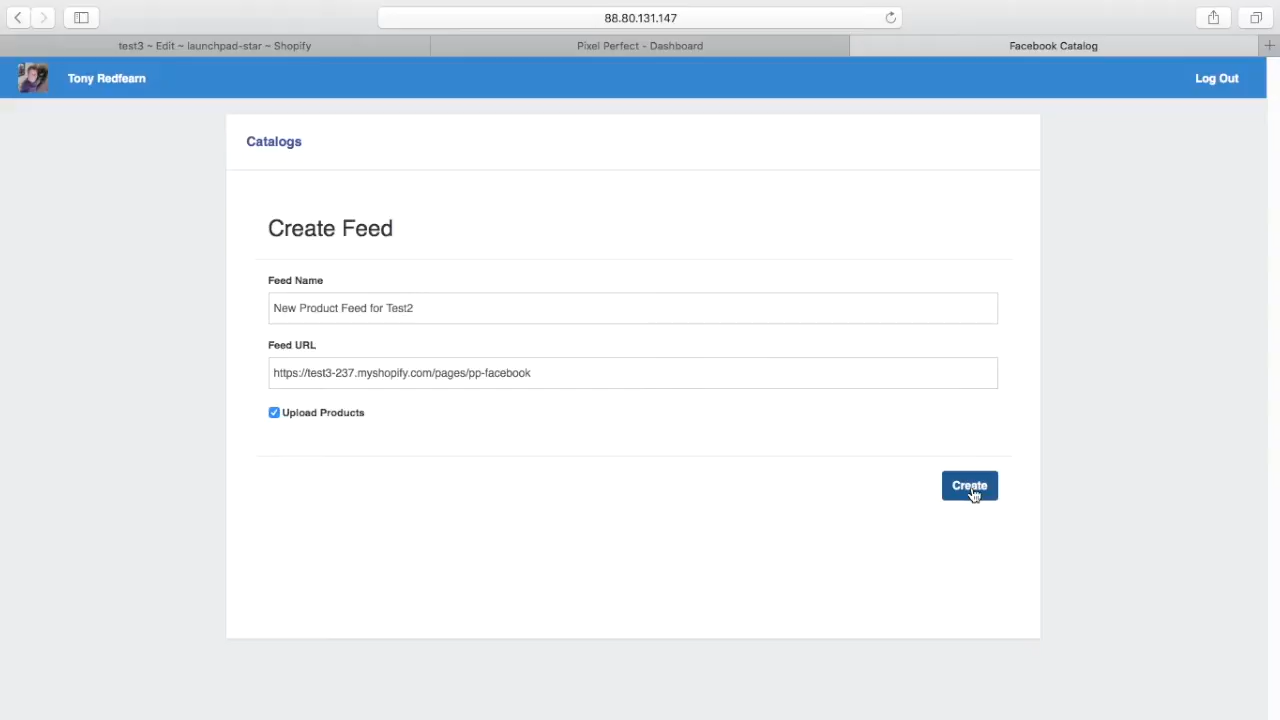 88.80.131.147
test3 ~ Edit ~ launchpad-star ~ Shopify
Pixel Perfect - Dashboard
Facebook Catalog
Tony Redfearn
Log Out
Catalogs
Create Feed
Feed Name
New Product Feed for Test2
Feed URL
https://test3-237.myshopify.com/pages/pp-facebook
Upload Products
Create